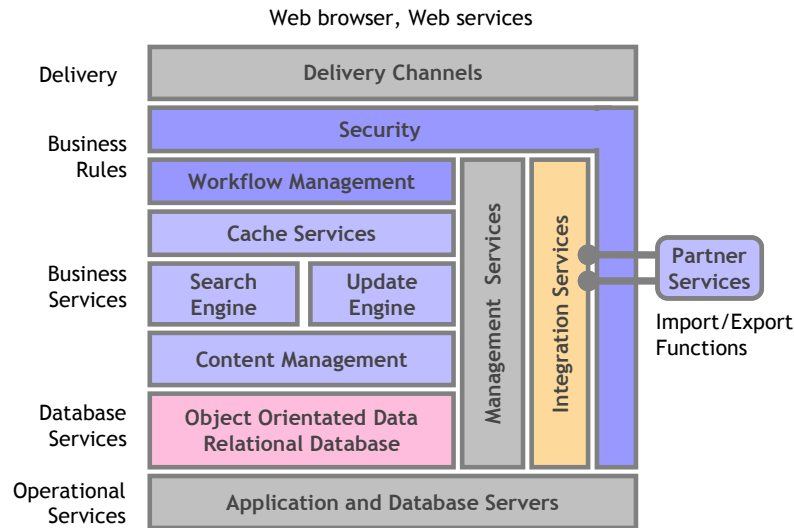 Web browser, Web services
Delivery
Delivery Channels
Business
Rules
Security
Workflow Management
Business
Services
Cache Services
Search
Engine
Update
Engine
Content Management
Management Services
Integration Services
Partner
Services
Import/Export
Functions
Database
Services
Object Orientated Data
Relational Database
Operational
Services
Application and Database Servers